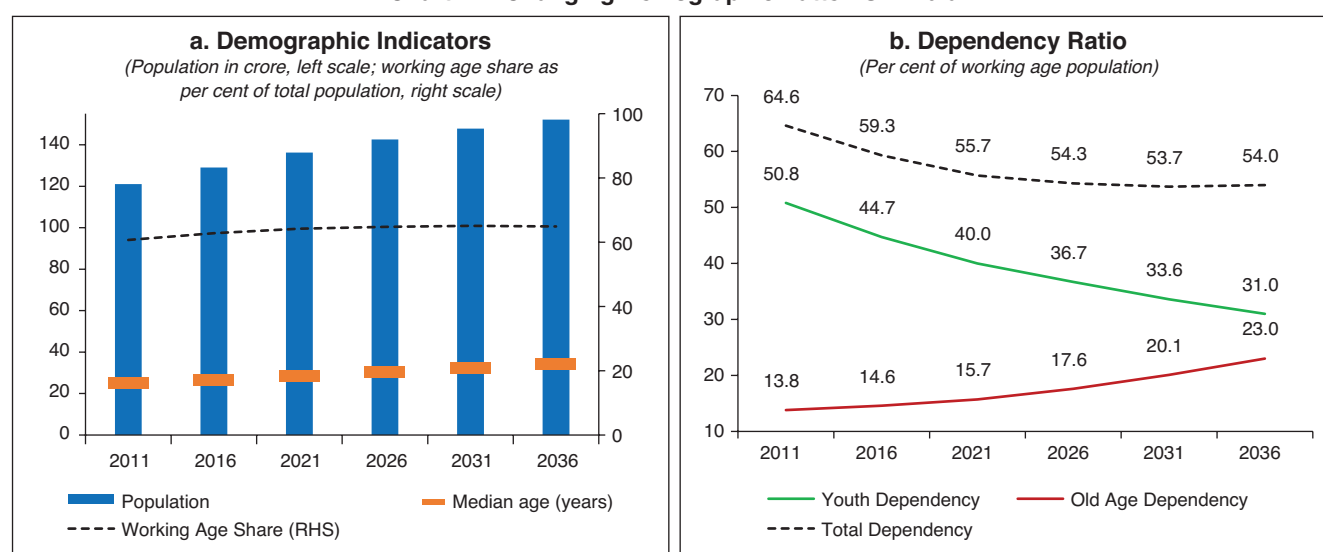 a. Demographic Indicators
(Population in crore, left scale; working age share as
per cent of total population, right scale)
140
120
100
80
60
40
20
0
100
80
60
40
20
0
2011 2016 2021 2026 2031 2036
Population
Median age (years)
Working Age Share (RHS)
b. Dependency Ratio
(Per cent of working age population)
70
60
50
40
30
20
10
64.6 59.3 55.7 54.3 53.7 54.0
50.8 44.7 40.0 36.7 33.6 31.0
13.8 14.6 15.7 17.6 20.1 23.0
2011 2016 2021 2026 2031 2036
Youth Dependency
Old Age Dependency
Total Dependency